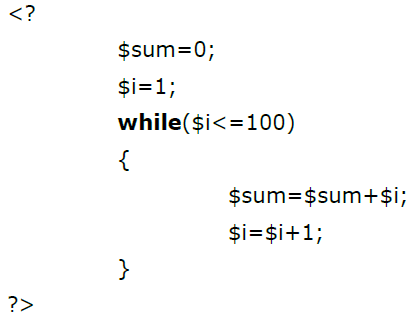 <?
$sum=0;
$i=1;
while($i<=100)
{
$sum=$sum+$i;
$i=$i+1;
}
?>